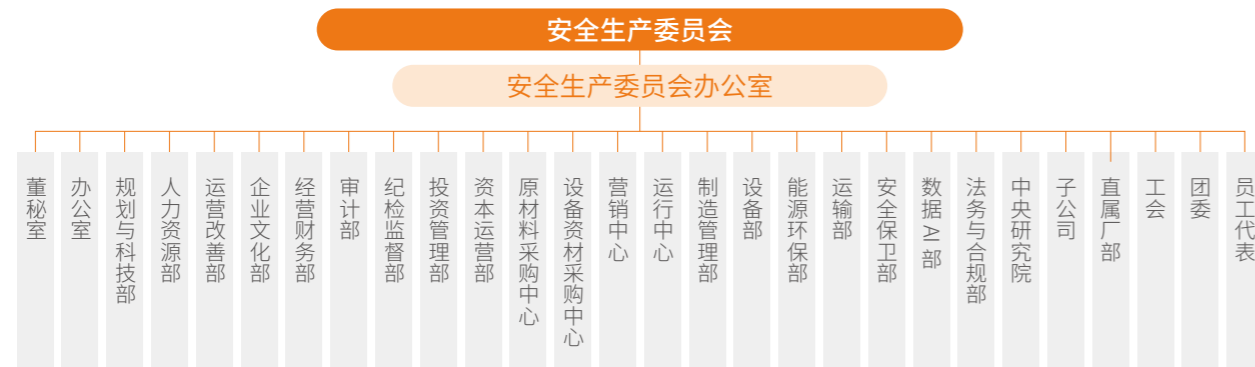 安全生产委员会
安全生产委员会办公室
董秘室
办公室
规划与科技部
人力资源部
运营改善部
企业文化部
经营财务部
审计部
纪检监督部
投资管理部
资本运营部
原材料采购中心
设备资材采购中心
营销中心
运行中心
制造管理部
设备部
能源环保部
运输部
安全保卫部
数据 AI 部
法务与合规部
中央研究院
子公司
直属厂部
工会
团委
员工代表